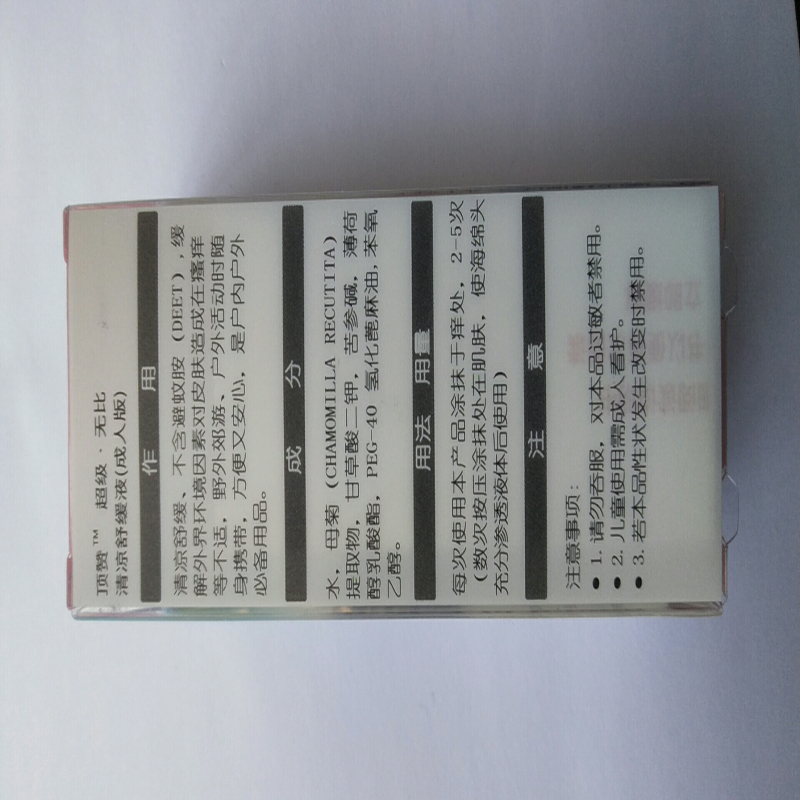 顶赞™ 超级·无比
清凉舒缓液(成人版)
作 用
清凉舒缓、不含避蚊胺 (DEET),缓
解外界环境因素对皮肤造成在瘙痒
等不适,野外郊游、户外活动时随
身携带,方便又安心,是户内户外
必备用品。
成 分
水,母菊 (CHAMOMILLA RECUTITA)
提取物,甘草酸二钾,苦参碱,薄荷
醇乳酸酯,PEG-40 氢化蓖麻油,苯氧
乙醇。
用法 用量
每次使用本产品涂抹于痒处,2-5次
(数次按压涂抹处在肌肤,使海绵头
充分渗透液体后使用)
注 意
注意事项:
● 1. 请勿吞服,对本品过敏者禁用。
● 2. 儿童使用需成人看护。
● 3. 若本品性状发生改变时禁用。